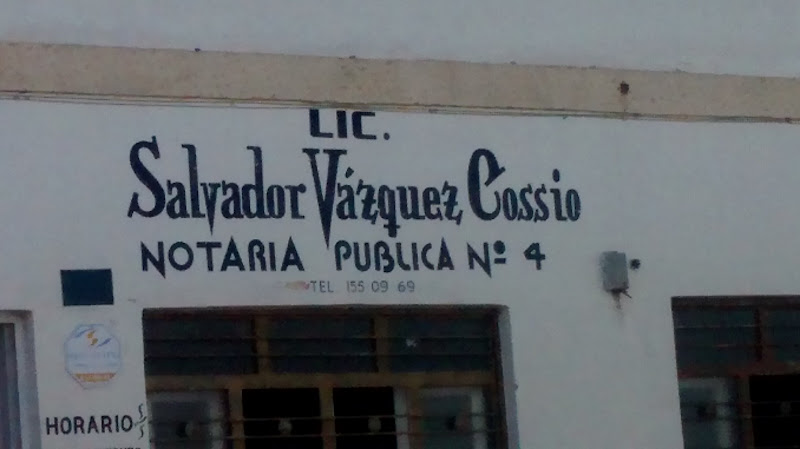 LIC.
Salvador Vázquez Cossio
NOTARIA PUBLICA Nº 4
TEL. 155 09 69
HORARIO